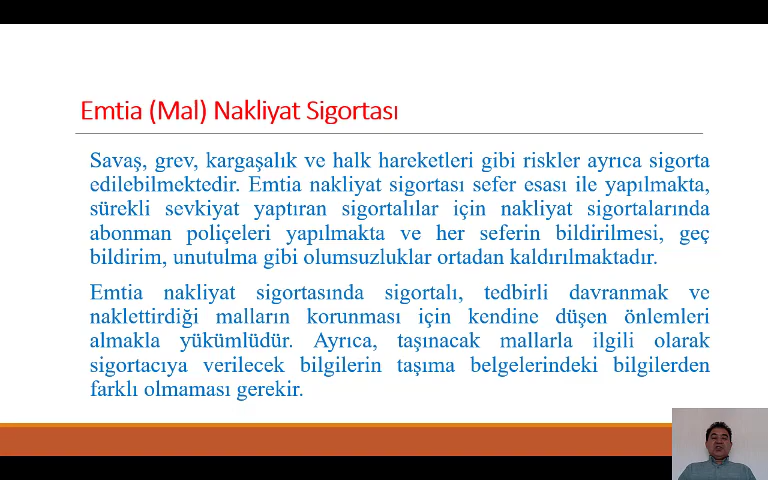 Emtia (Mal) Nakliyat Sigortası
Savaş, grev, kargaşalık ve halk hareketleri gibi riskler ayrıca sigorta
edilebilmektedir. Emtia nakliyat sigortası sefer esası ile yapılmakta,
sürekli sevkiyat yaptıran sigortalılar için nakliyat sigortalarında
abonman poliçeleri yapılmakta ve her seferin bildirilmesi, geç
bildirim, unutulma gibi olumsuzluklar ortadan kaldırılmaktadır.
Emtia nakliyat sigortasında sigortalı, tedbirli davranmak ve
naklettirdiği malların korunması için kendine düşen önlemleri
almakla yükümlüdür. Ayrıca, taşınacak mallarla ilgili olarak
sigortacıya verilecek bilgilerin taşıma belgelerindeki bilgilerden
farklı olmaması gerekir.